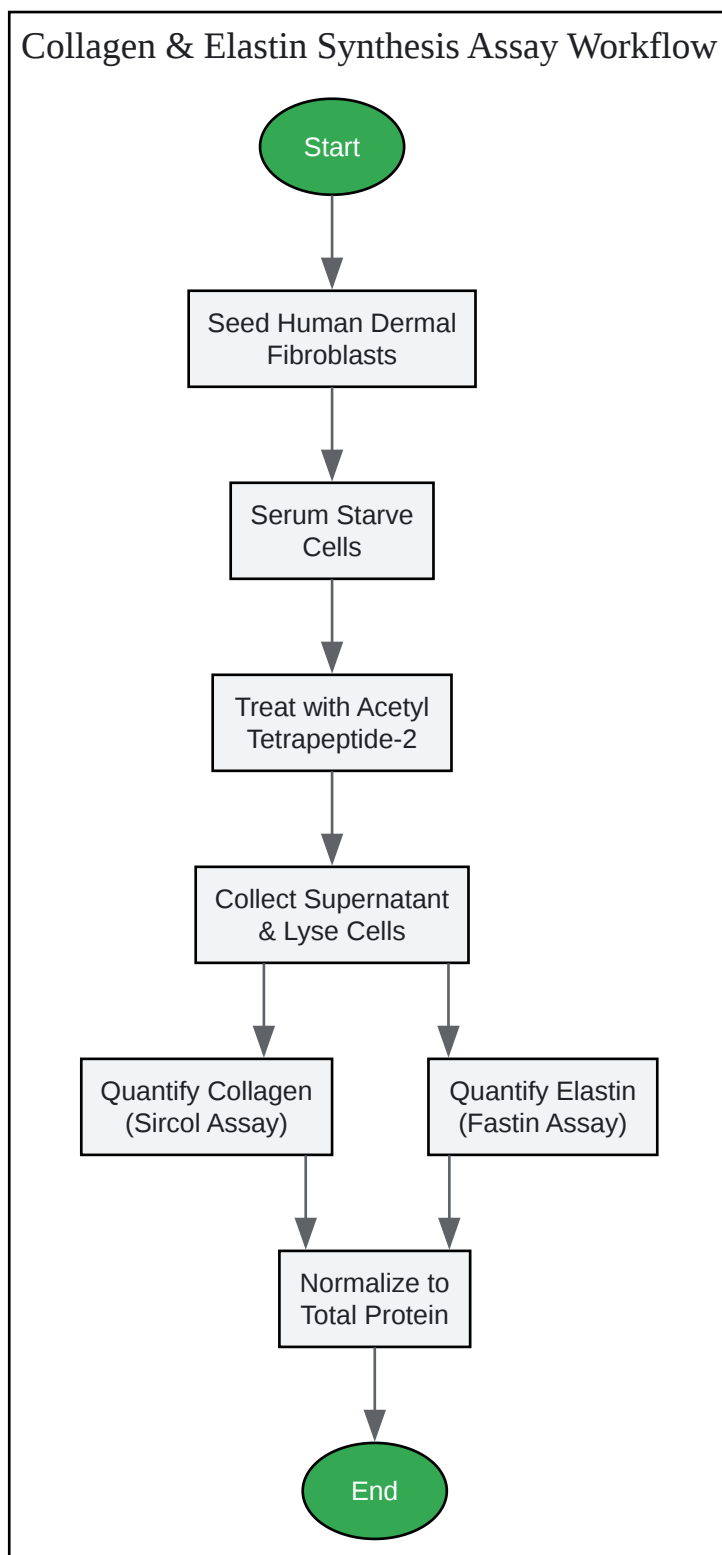 Collagen & Elastin Synthesis Assay Workflow
Start
Seed Human Dermal
Fibroblasts
Serum Starve
Cells
Treat with Acetyl
Tetrapeptide-2
Collect Supernatant
& Lyse Cells
Quantify Collagen
(Sircol Assay)
Quantify Elastin
(Fastin Assay)
Normalize to
Total Protein
End